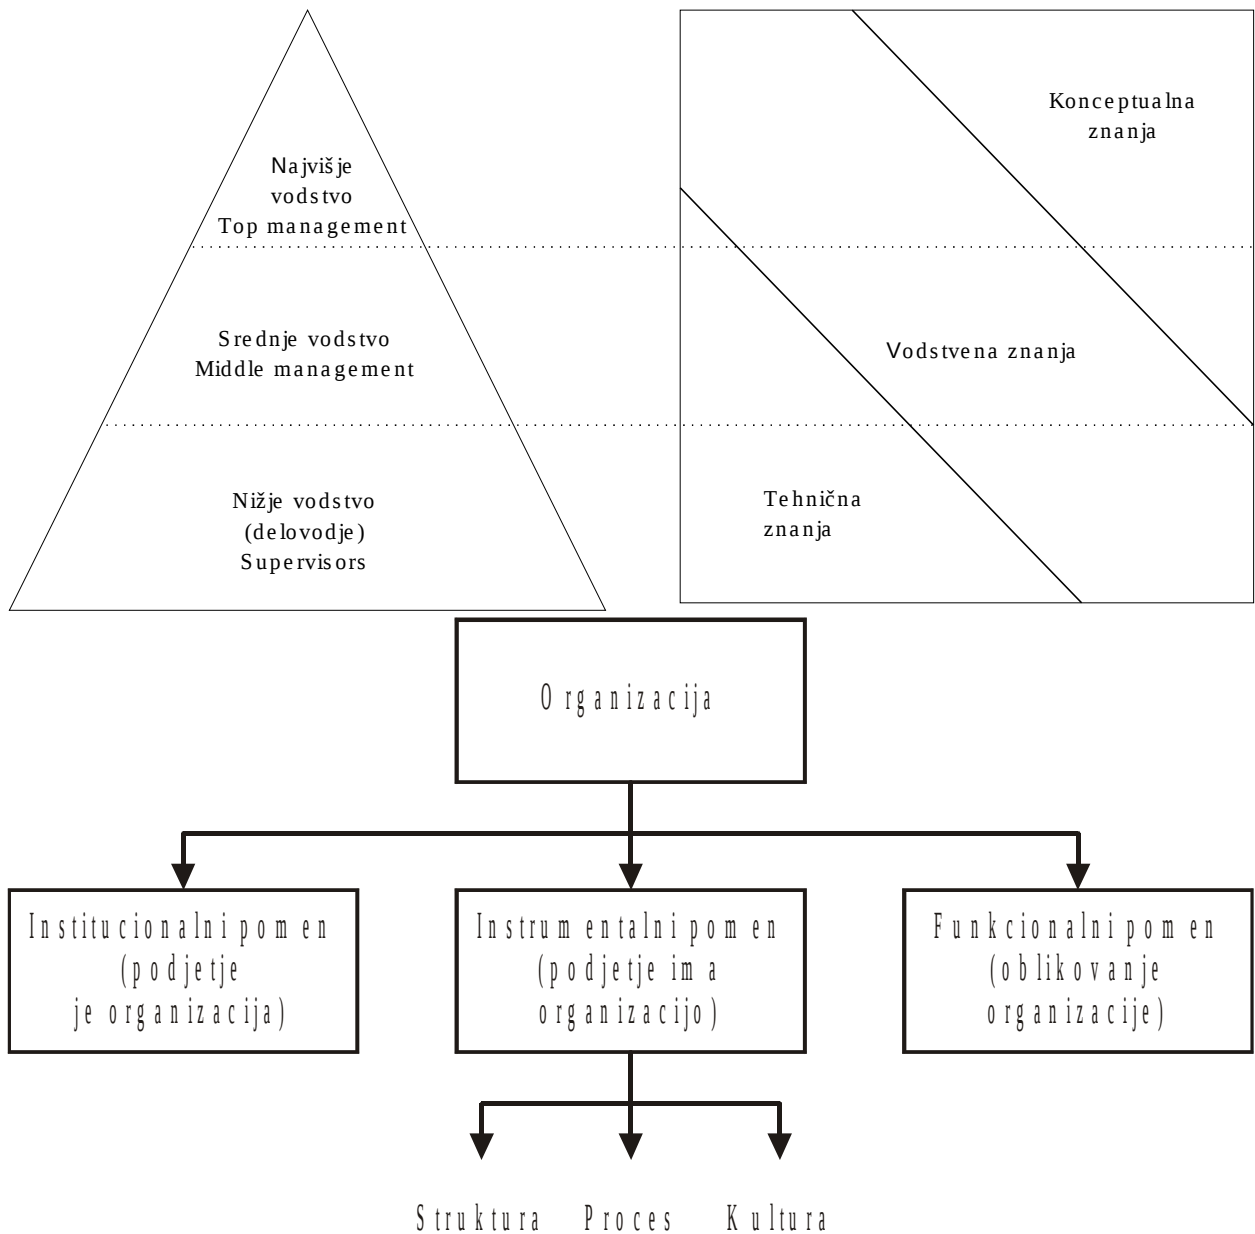 Najvišje
vodstvo
Top management
Srednje vodstvo
Middle management
Nižje vodstvo
(delovodje)
Supervisors
Konceptualna
znanja
Vodstvena znanja
Tehnična
znanja
Organizacija
Institucionalni pomen
(podjetje
je organizacija)
Instrumentalni pomen
(podjetje ima
organizacijo)
Funkcionalni pomen
(oblikovanje
organizacije)
Struktura Proces Kultura